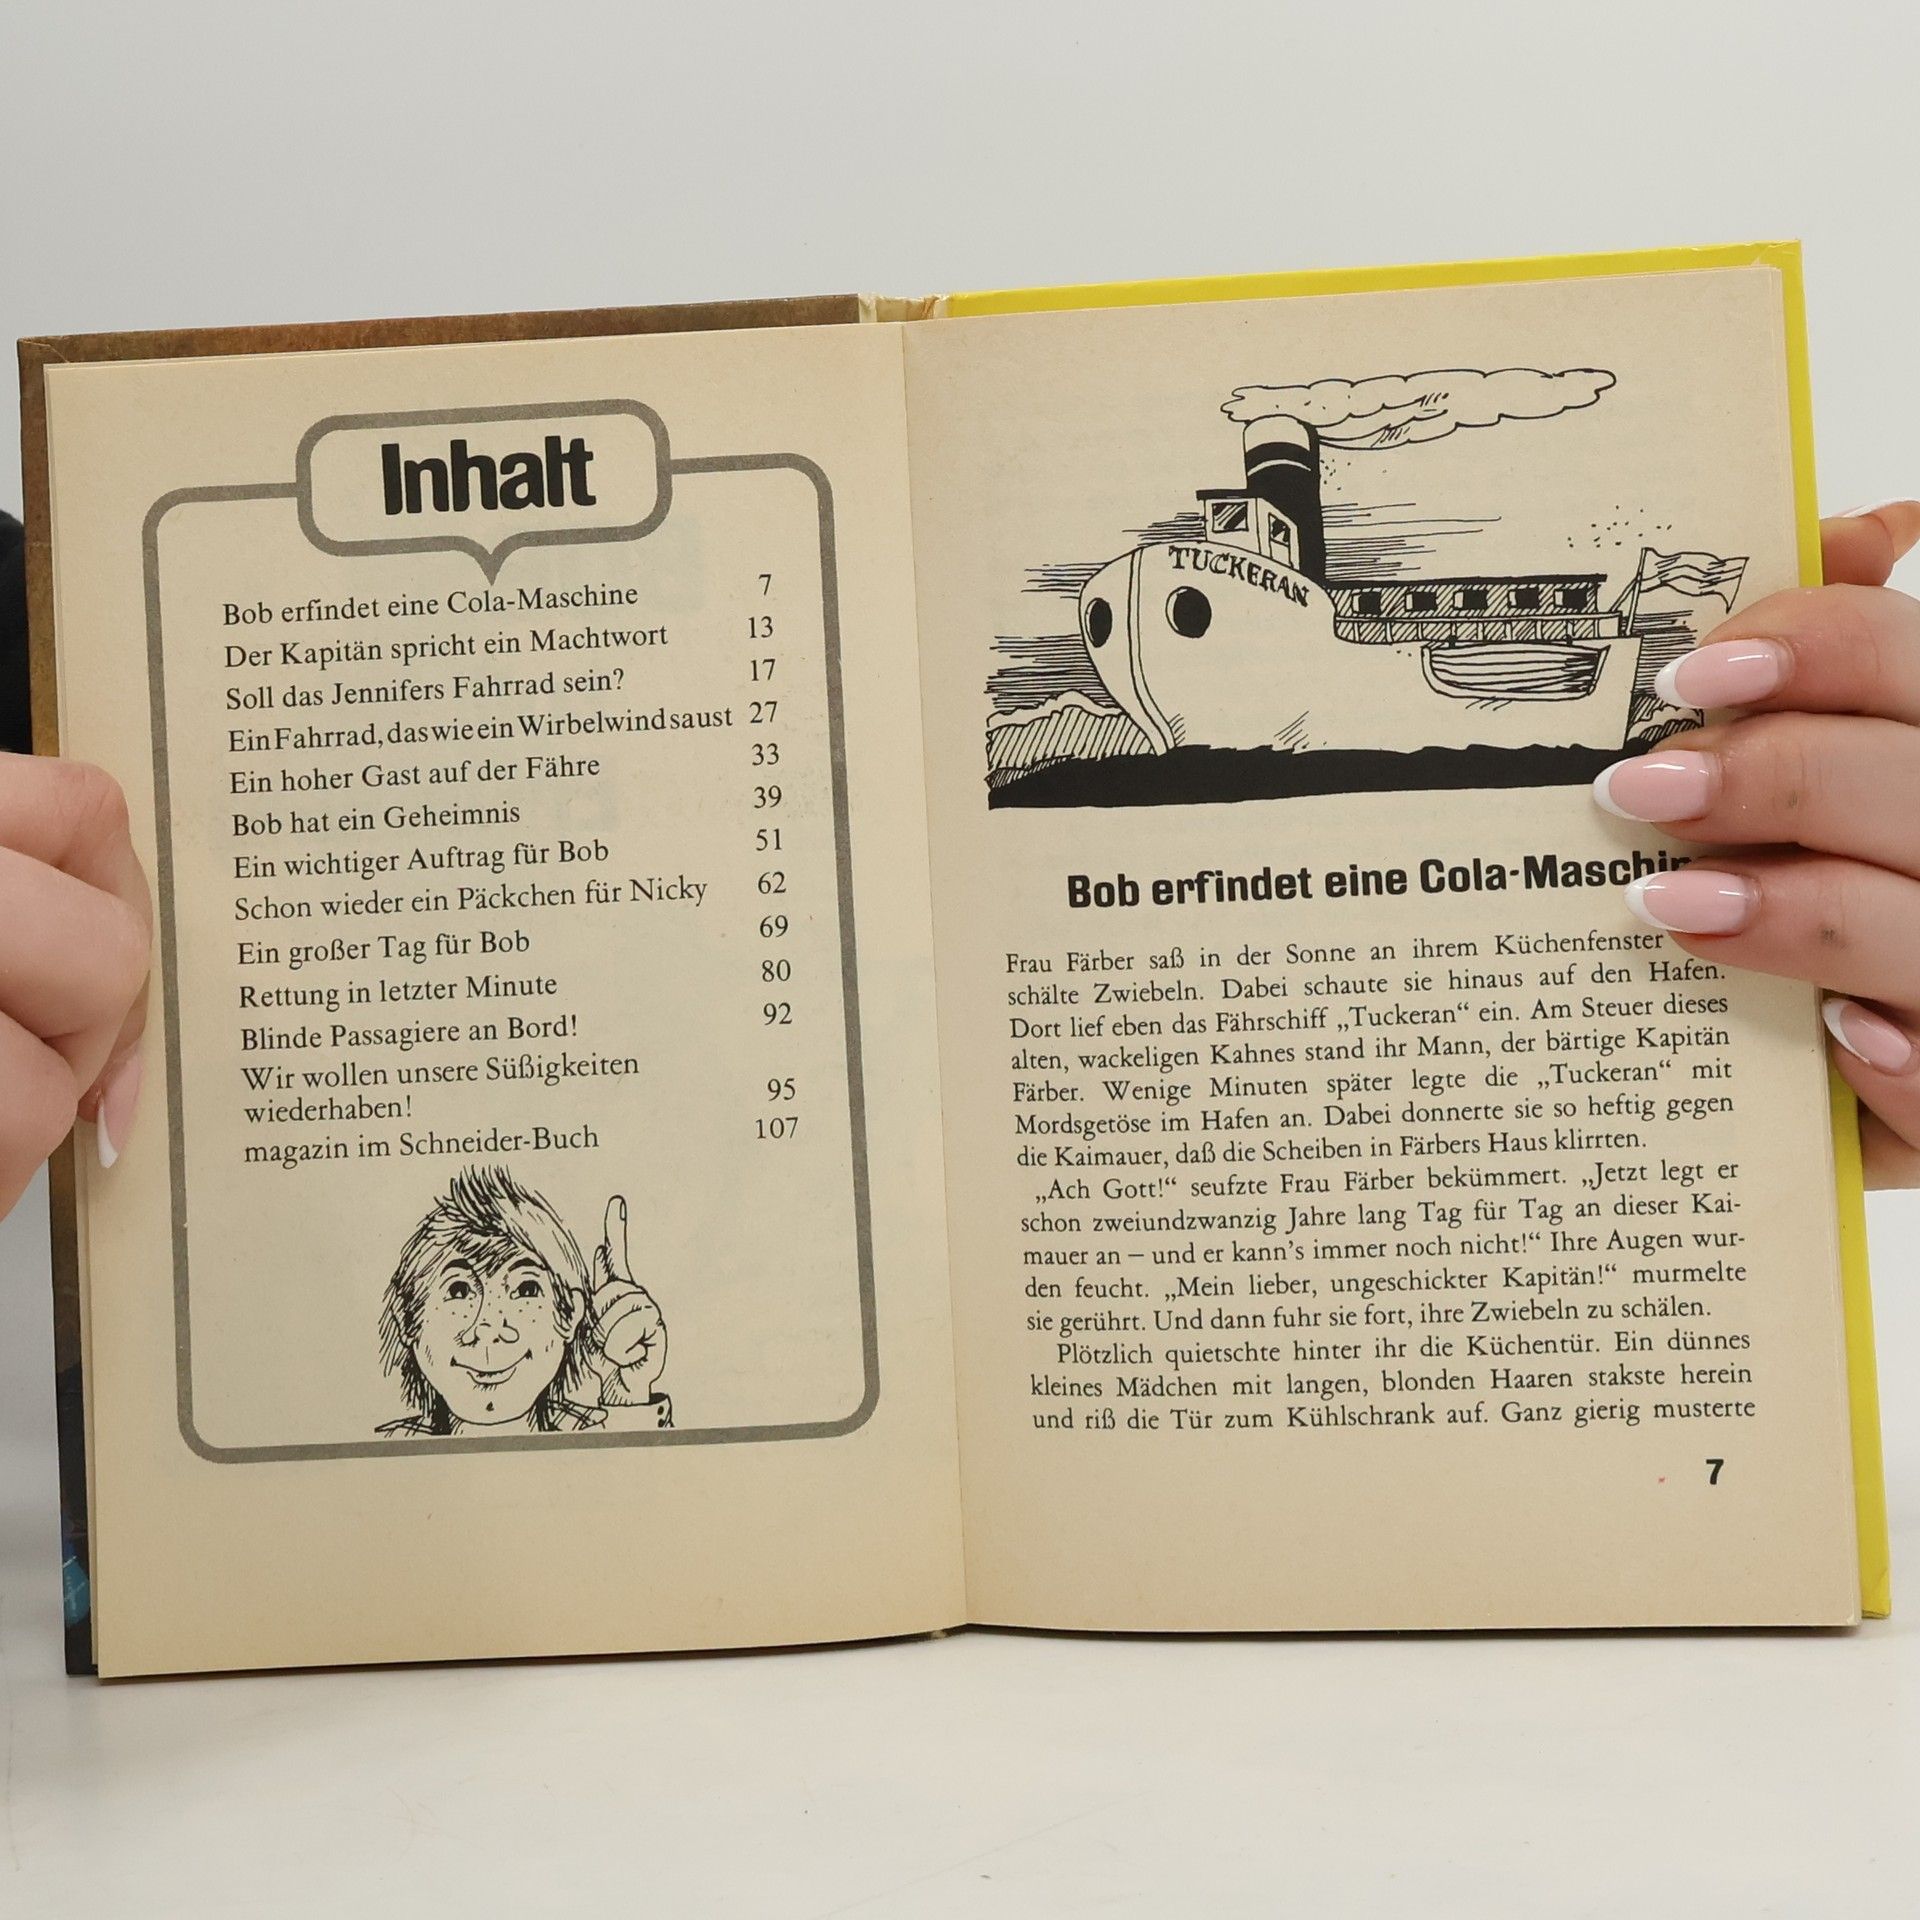 Inhalt
Bob erfindet eine Cola-Maschine 7
Der Kapitän spricht ein Machtwort 13
Soll das Jennifers Fahrrad sein? 17
Ein Fahrrad, das wie ein Wirbelwind saust 27
Ein hoher Gast auf der Fähre 33
Bob hat ein Geheimnis 39
Ein wichtiger Auftrag für Bob 51
Schon wieder ein Päckchen für Nicky 62
Ein großer Tag für Bob 69
Rettung in letzter Minute 80
Blinde Passagiere an Bord! 92
Wir wollen unsere Süßigkeiten
wiederhaben! 95
magazin im Schneider-Buch 107
TUCKERAN
Bob erfindet eine Cola-Maschine
Frau Färber saß in der Sonne an ihrem Küchenfenster
schälte Zwiebeln. Dabei schaute sie hinaus auf den Hafen.
Dort lief eben das Fährschiff „Tuckeran“ ein. Am Steuer dieses
alten, wackeligen Kahnes stand ihr Mann, der bärtige Kapitän
Färber. Wenige Minuten später legte die „Tuckeran“ mit
Mordsgetöse im Hafen an. Dabei donnerte sie so heftig gegen
die Kaimauer, daß die Scheiben in Färbers Haus klirrten.
„Ach Gott!“ seufzte Frau Färber bekümmert. „Jetzt legt er
schon zweiundzwanzig Jahre lang Tag für Tag an dieser Kai-
mauer an – und er kann's immer noch nicht!“ Ihre Augen wur-
den feucht. „Mein lieber, ungeschickter Kapitän!“ murmelte
sie gerührt. Und dann fuhr sie fort, ihre Zwiebeln zu schälen.
Plötzlich quietschte hinter ihr die Küchentür. Ein dünnes
kleines Mädchen mit langen, blonden Haaren stakste herein
und riß die Tür zum Kühlschrank auf. Ganz gierig musterte
7